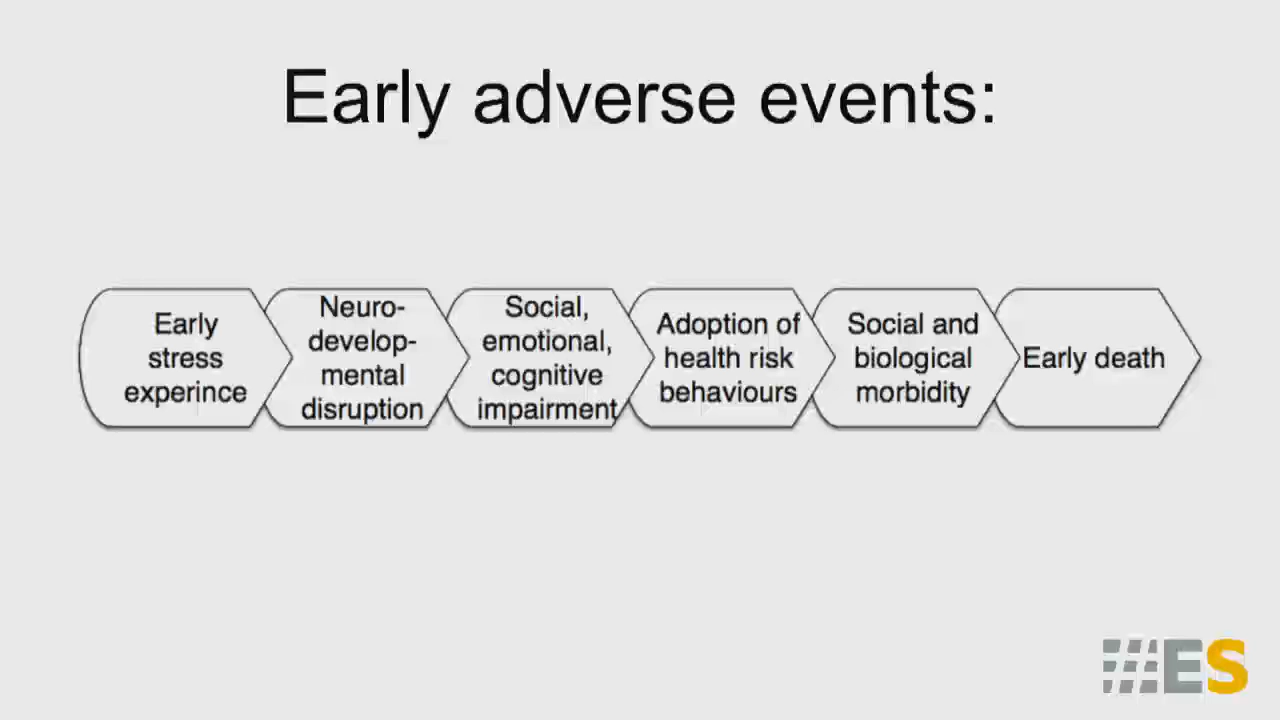 Early adverse events:
Early
stress
experince
Neuro-
develop-
mental
disruption
Social,
emotional,
cognitive
impairment
Adoption of
health risk
behaviours
Social and
biological
morbidity
Early death
ES